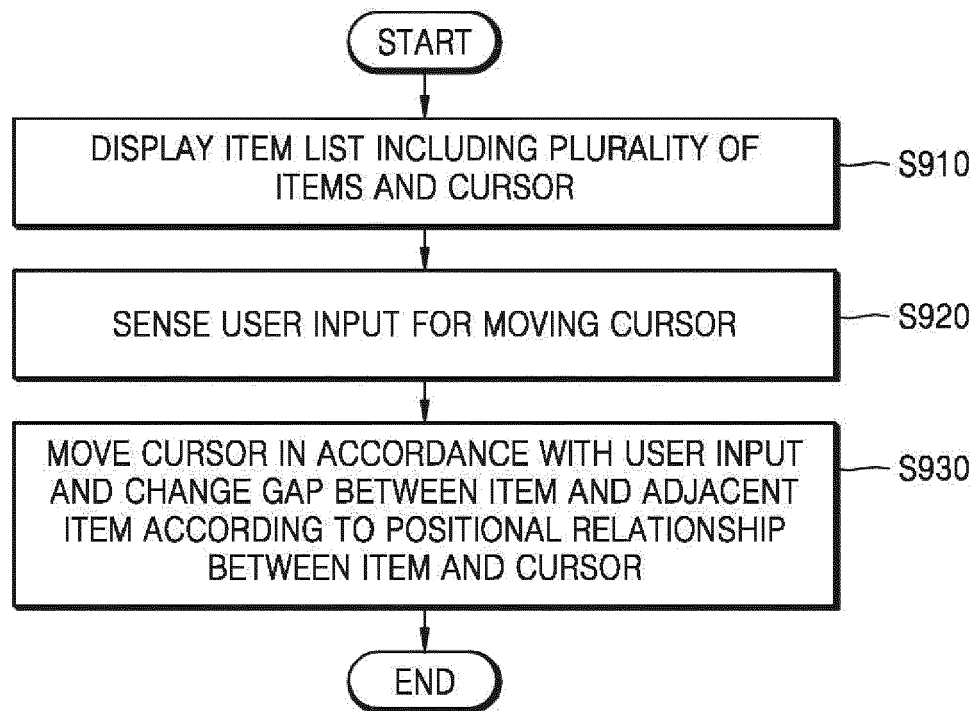 START
DISPLAY ITEM LIST INCLUDING PLURALITY OF
ITEMS AND CURSOR
S910
SENSE USER INPUT FOR MOVING CURSOR
S920
MOVE CURSOR IN ACCORDANCE WITH USER INPUT
AND CHANGE GAP BETWEEN ITEM AND ADJACENT
ITEM ACCORDING TO POSITIONAL RELATIONSHIP
BETWEEN ITEM AND CURSOR
S930
END